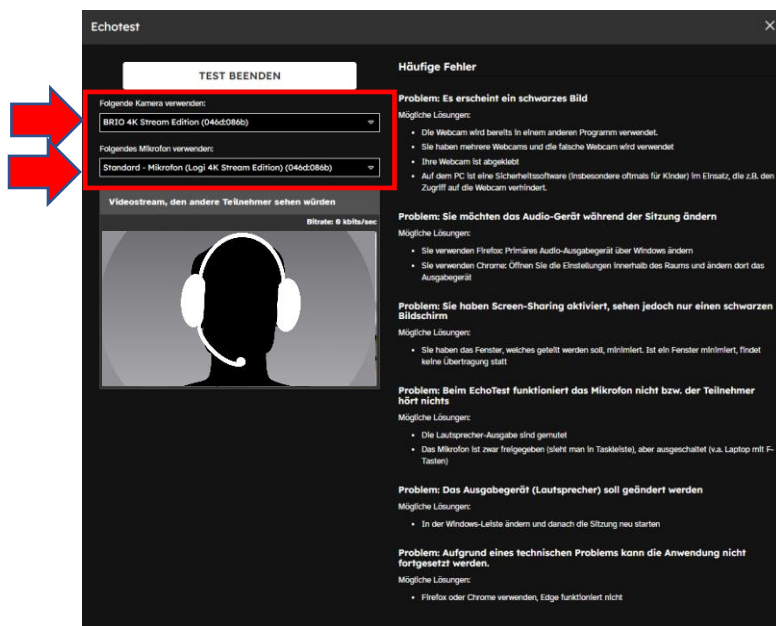 Echotest
TEST BEENDEN
Folgende Kamera verwenden:
BRIO 4K Stream Edition (046d:086b)
Folgendes Mikrofon verwenden:
Standard - Mikrofon (Logi 4K Stream Edition) (046d:086b)
Videostream, den andere Teilnehmer sehen würden
Bitrate: 0 kbits/sec
Häufige Fehler
Problem: Es erscheint ein schwarzes Bild
Mögliche Lösungen:
• Die Webcam wird bereits in einem anderen Programm verwendet.
• Sie haben mehrere Webcams und die falsche Webcam wird verwendet
• Ihre Webcam ist abgeklebt
• Auf dem PC ist eine Sicherheitssoftware (insbesondere oftmals für Kinder) im Einsatz, die z.B. den
Zugriff auf die Webcam verhindert.
Problem: Sie möchten das Audio-Gerät während der Sitzung ändern
Mögliche Lösungen:
• Sie verwenden Firefox: Primäres Audio-Ausgabegerät über Windows ändern
• Sie verwenden Chrome: Öffnen Sie die Einstellungen innerhalb des Raums und ändern dort das
Ausgabegerät
Problem: Sie haben Screen-Sharing aktiviert, sehen jedoch nur einen schwarzen
Bildschirm
Mögliche Lösungen:
• Sie haben das Fenster, welches geteilt werden soll, minimiert. Ist ein Fenster minimiert, findet
keine Übertragung statt
Problem: Beim EchoTest funktioniert das Mikrofon nicht bzw. der Teilnehmer
hört nichts
Mögliche Lösungen:
• Die Lautsprecher-Ausgabe sind gemutet
• Das Mikrofon ist zwar freigegeben (sieht man in Taskleiste), aber ausgeschaltet (v.a. Laptop mit F-
Tasten)
Problem: Das Ausgabegerät (Lautsprecher) soll geändert werden
Mögliche Lösungen:
• In der Windows-Leiste ändern und danach die Sitzung neu starten
Problem: Aufgrund eines technischen Problems kann die Anwendung nicht
fortgesetzt werden.
Mögliche Lösungen:
• Firefox oder Chrome verwenden, Edge funktioniert nicht